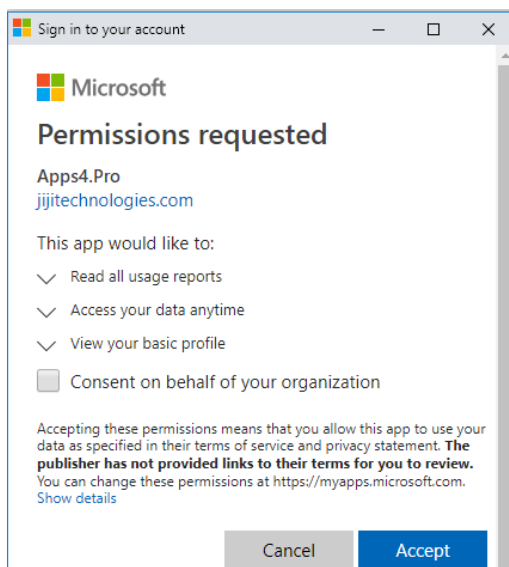 Sign in to your account
Microsoft
Permissions requested
Apps4.Pro
jijitechnologies.com
This app would like to:
Read all usage reports
Access your data anytime
View your basic profile
Consent on behalf of your organization
Accepting these permissions means that you allow this app to use your
data as specified in their terms of service and privacy statement. The
publisher has not provided links to their terms for you to review.
You can change these permissions at https://myapps.microsoft.com.
Show details
Cancel Accept